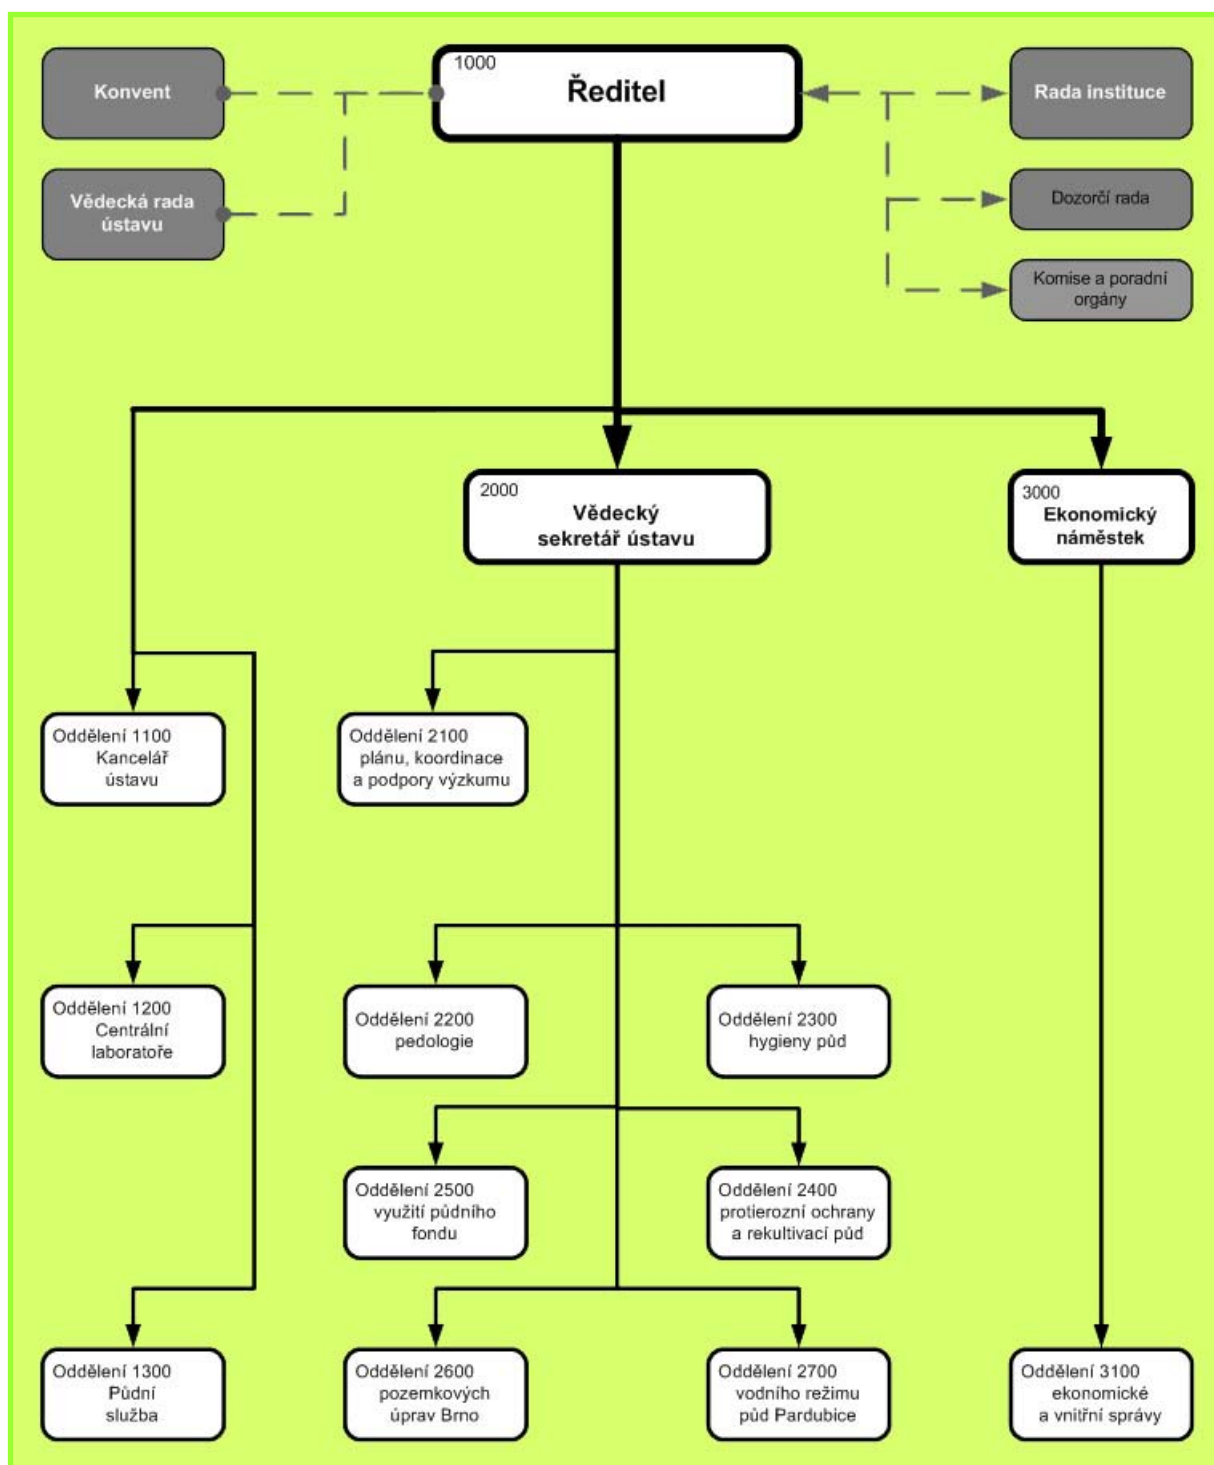 1000
Ředitel
Konvent
Vědecká rada
ústavu
Rada instituce
Dozorčí rada
Komise a poradní
orgány
2000
Vědecký
sekretář ústavu
3000
Ekonomický
náměstek
Oddělení 1100
Kancelář
ústavu
Oddělení 2100
plánu, koordinace
a podpory výzkumu
Oddělení 1200
Centrální
laboratoře
Oddělení 2200
pedologie
Oddělení 2300
hygieny půd
Oddělení 2500
využití půdního
fondu
Oddělení 2400
protierozní ochrany
a rekultivací půd
Oddělení 1300
Půdní
služba
Oddělení 2600
pozemkových
úprav Brno
Oddělení 2700
vodního režimu
půd Pardubice
Oddělení 3100
ekonomické
a vnitřní správy